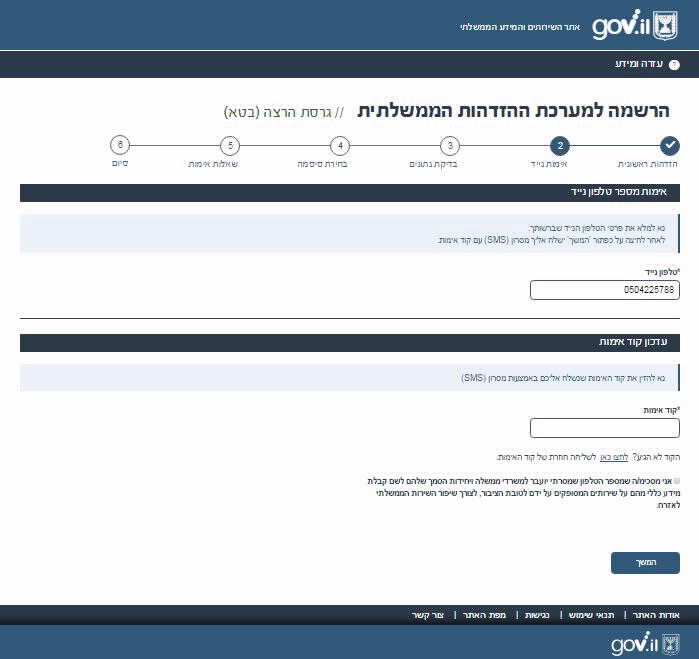 gov.il
אתר השירותים והמידע הממשלתי
? עזרה ומידע
הרשמה למערכת ההזדהות הממשלתית // גרסת הרצה (בטא)
2 3 4 5 6
הזדהות ראשונית אימות נייד בדיקת נתונים בחירת סיסמה שאלות אימות סיום
אימות מספר טלפון נייד
נא למלא את פרטי הטלפון הנייד שברשותך.
לאחר לחיצה על כפתור 'המשך' ישלח אליך מסרון (SMS) עם קוד אימות.
*טלפון נייד
0504225788
עדכון קוד אימות
נא להזין את קוד האימות שנשלח אליכם באמצעות מסרון (SMS)
*קוד אימות
הקוד לא הגיע? לחצו כאן לשליחה חוזרת של קוד האימות.
אני מסכימ/ה שמספר הטלפון שמסרתי יועבר למשרדי ממשלה ויחידות הסמך שלהם לשם קבלת
מידע כללי מהם על שירותים המסופקים על ידם לטובת הציבור, לצורך שיפור השירות הממשלתי
לאזרח.
המשך
אודות האתר | תנאי שימוש | נגישות | מפת האתר | צור קשר
gov.il